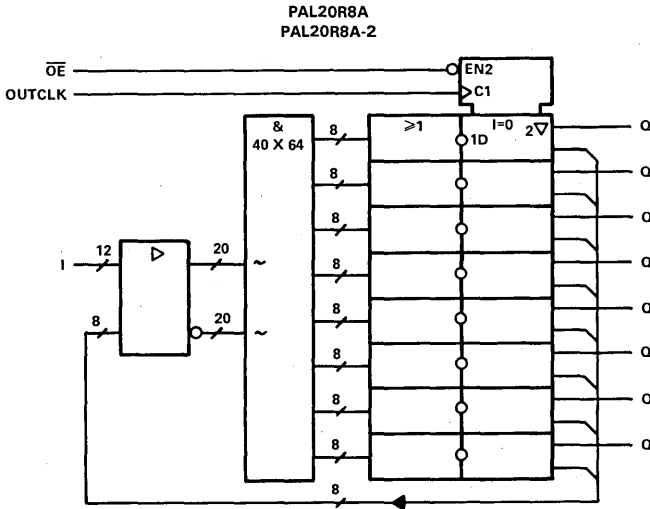 PAL20R8A
PAL20R8A-2
OE EN2
OUTCLK C1
& ≥1 I=0 2▽
40 X 64 8 1D Q
8 Q
8 Q
I 12 ▷ 20 ~ 8 Q
8 20 ~ 8 Q
8 Q
8 Q
8 Q
8